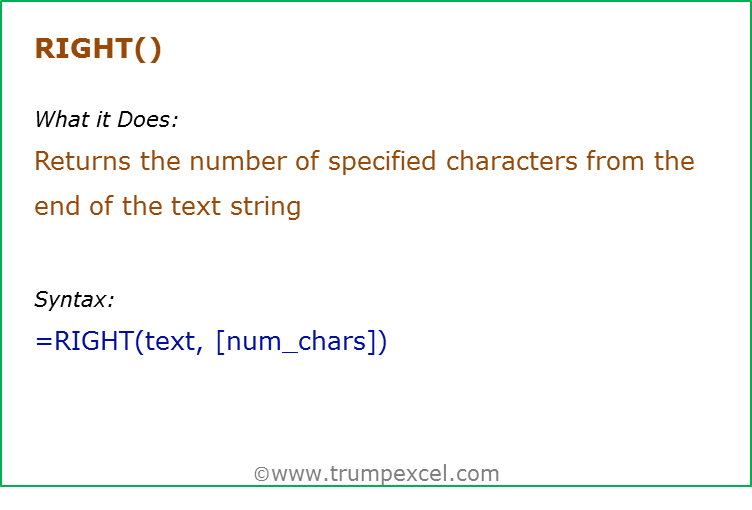 RIGHT()
What it Does:
Returns the number of specified characters from the
end of the text string
Syntax:
=RIGHT(text, [num_chars])
©www.trumpexcel.com